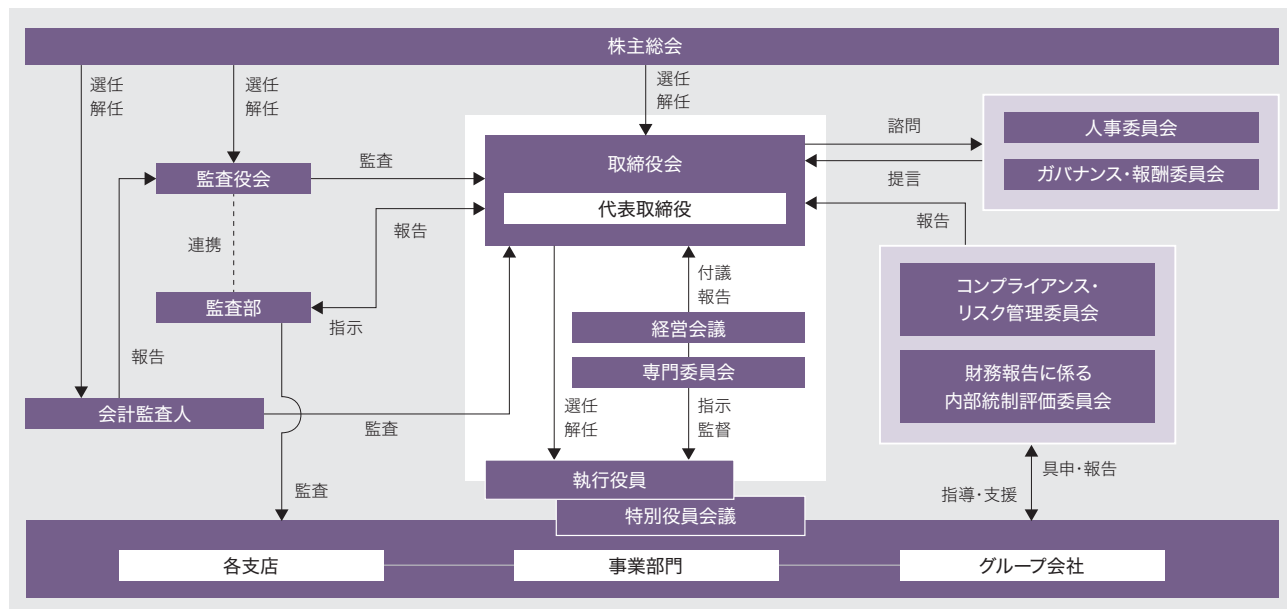 株主総会
選任
解任
選任
解任
選任
解任
諮問
人事委員会
取締役会
監査
監査役会
提言
ガバナンス・報酬委員会
代表取締役
報告
報告
連携
付議
報告
コンプライアンス・
リスク管理委員会
監査部
指示
経営会議
報告
専門委員会
財務報告に係る
内部統制評価委員会
会計監査人
監査
選任
解任
指示
監督
具申・報告
指導・支援
執行役員
監査
特別役員会議
各支店
事業部門
グループ会社